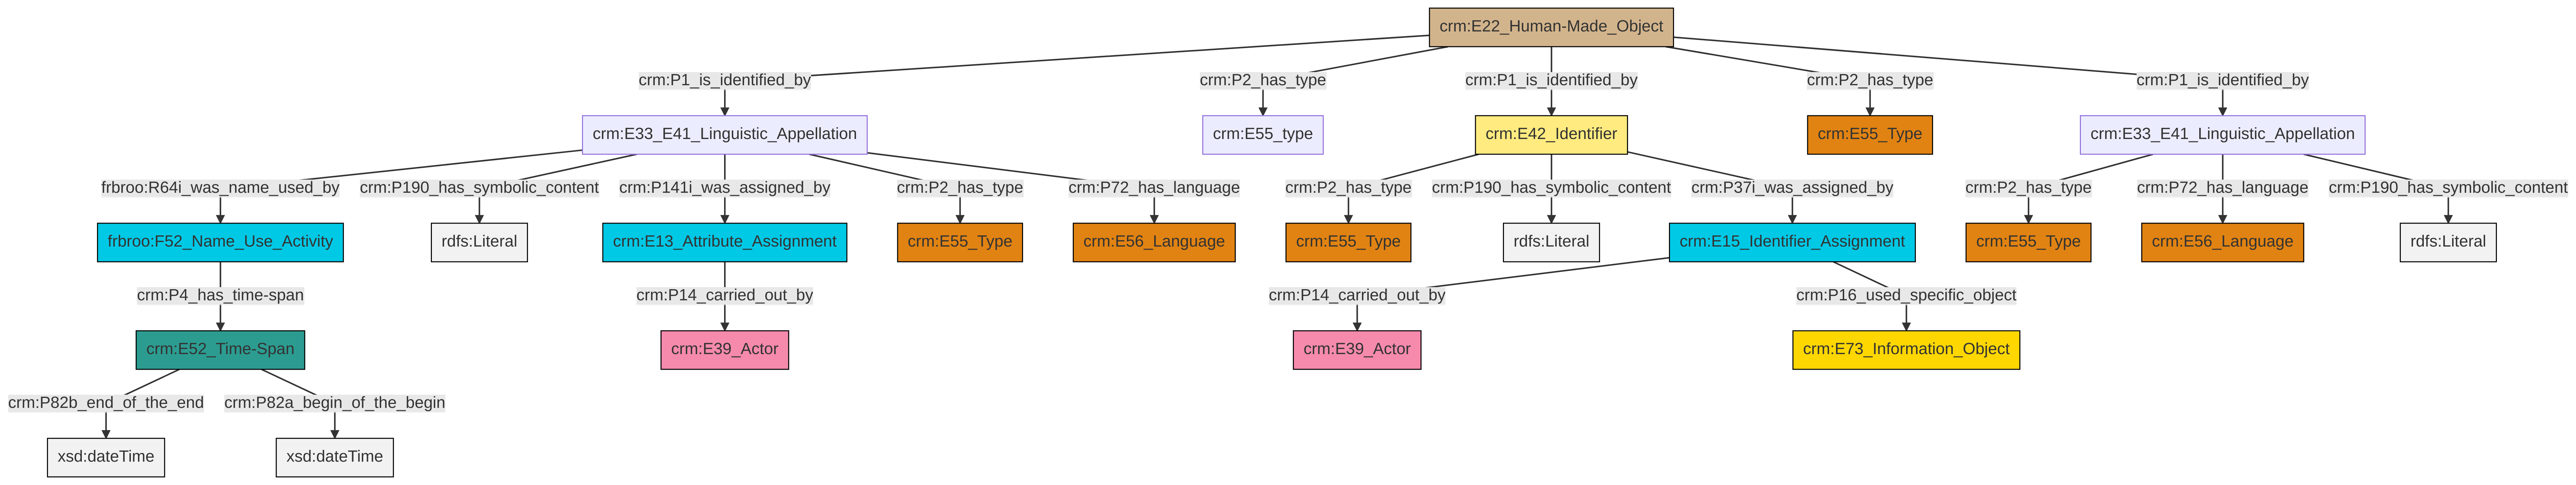 crm:E22_Human-Made_Object
crm:P1_is_identified_by
crm:P2_has_type
crm:P1_is_identified_by
crm:P2_has_type
crm:P1_is_identified_by
crm:E33_E41_Linguistic_Appellation
crm:E55_type
crm:E42_Identifier
crm:E55_Type
crm:E33_E41_Linguistic_Appellation
frbroo:R64i_was_name_used_by
crm:P190_has_symbolic_content
crm:P141i_was_assigned_by
crm:P2_has_type
crm:P72_has_language
crm:P2_has_type
crm:P190_has_symbolic_content
crm:P37i_was_assigned_by
crm:P2_has_type
crm:P72_has_language
crm:P190_has_symbolic_content
frbroo:F52_Name_Use_Activity
rdfs:Literal
crm:E13_Attribute_Assignment
crm:E55_Type
crm:E56_Language
crm:E55_Type
rdfs:Literal
crm:E15_Identifier_Assignment
crm:E55_Type
crm:E56_Language
rdfs:Literal
crm:P4_has_time-span
crm:P14_carried_out_by
crm:P14_carried_out_by
crm:P16_used_specific_object
crm:E52_Time-Span
crm:E39_Actor
crm:E39_Actor
crm:E73_Information_Object
crm:P82b_end_of_the_end
crm:P82a_begin_of_the_begin
xsd:dateTime
xsd:dateTime